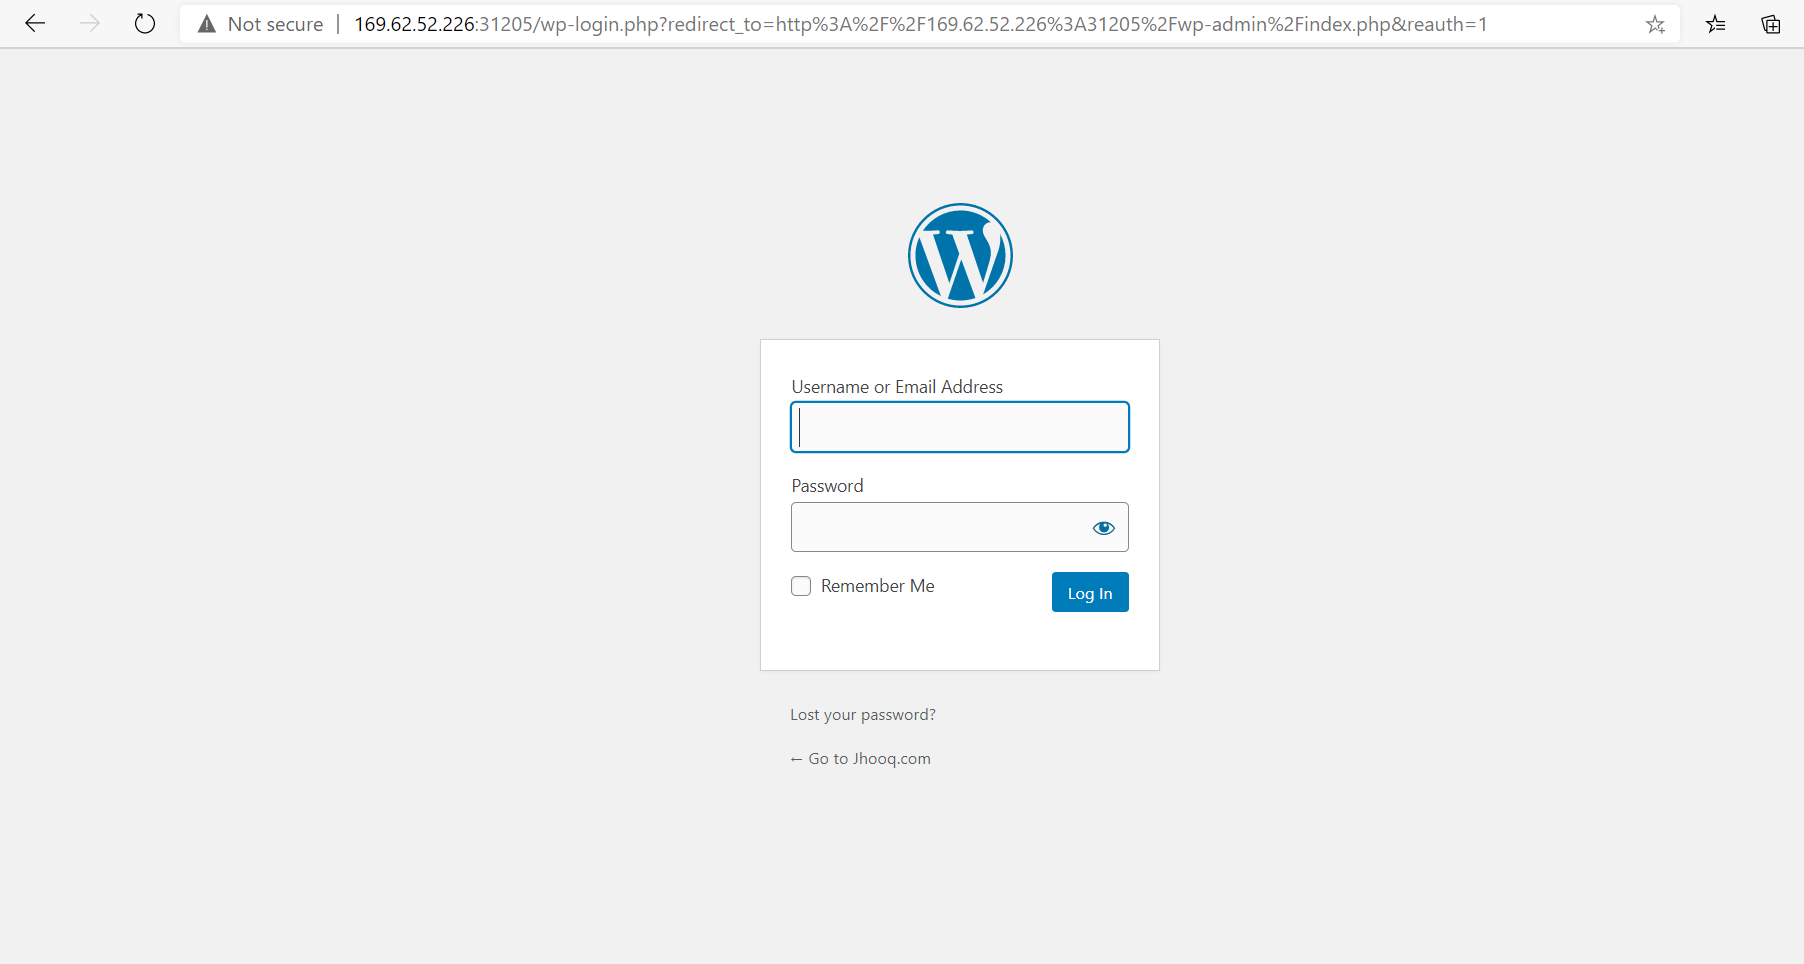 Not secure | 169.62.52.226:31205/wp-login.php?redirect_to=http%3A%2F%2F169.62.52.226%3A31205%2Fwp-admin%2Findex.php&reauth=1
Username or Email Address
Password
Remember Me
Log In
Lost your password?
← Go to Jhooq.com